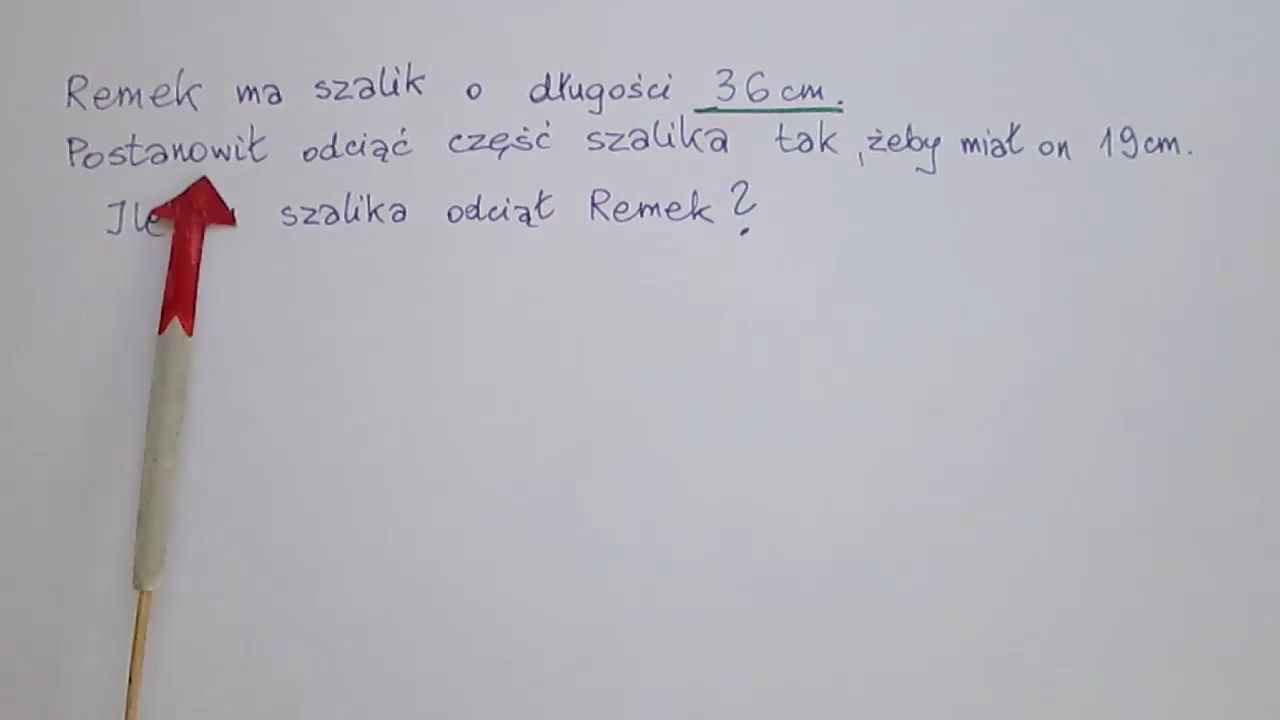 Remek ma szalik o długości 36 cm.
Postanowił odciąć część szalika tak, żeby miał on 19 cm.
Ile szalika odciął Remek?